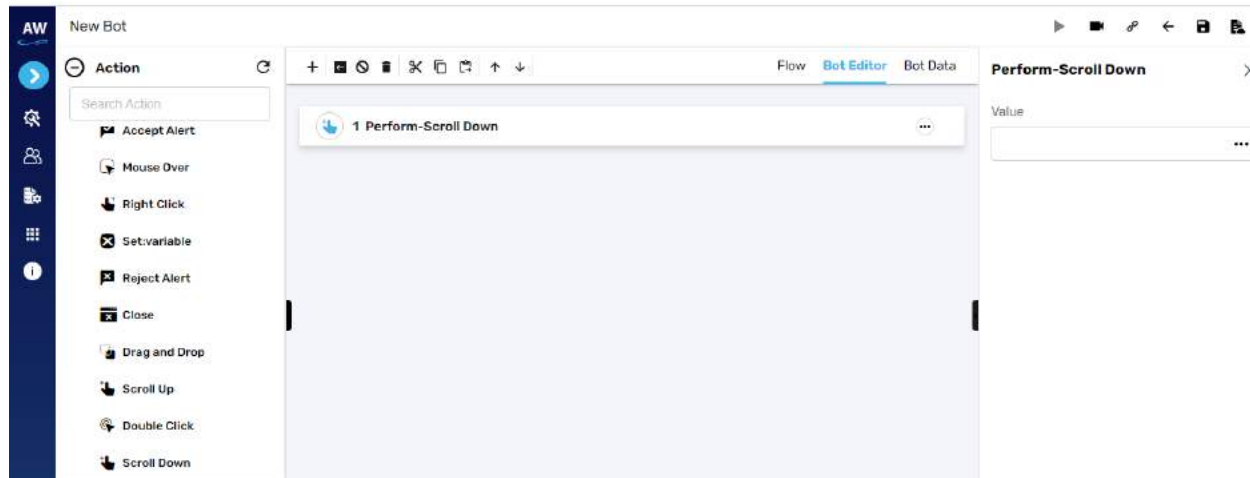 AW
New Bot
Action
Search Action
Accept Alert
Mouse Over
Right Click
Set:variable
Reject Alert
Close
Drag and Drop
Scroll Up
Double Click
Scroll Down
Flow Bot Editor Bot Data
1 Perform-Scroll Down
Perform-Scroll Down
Value